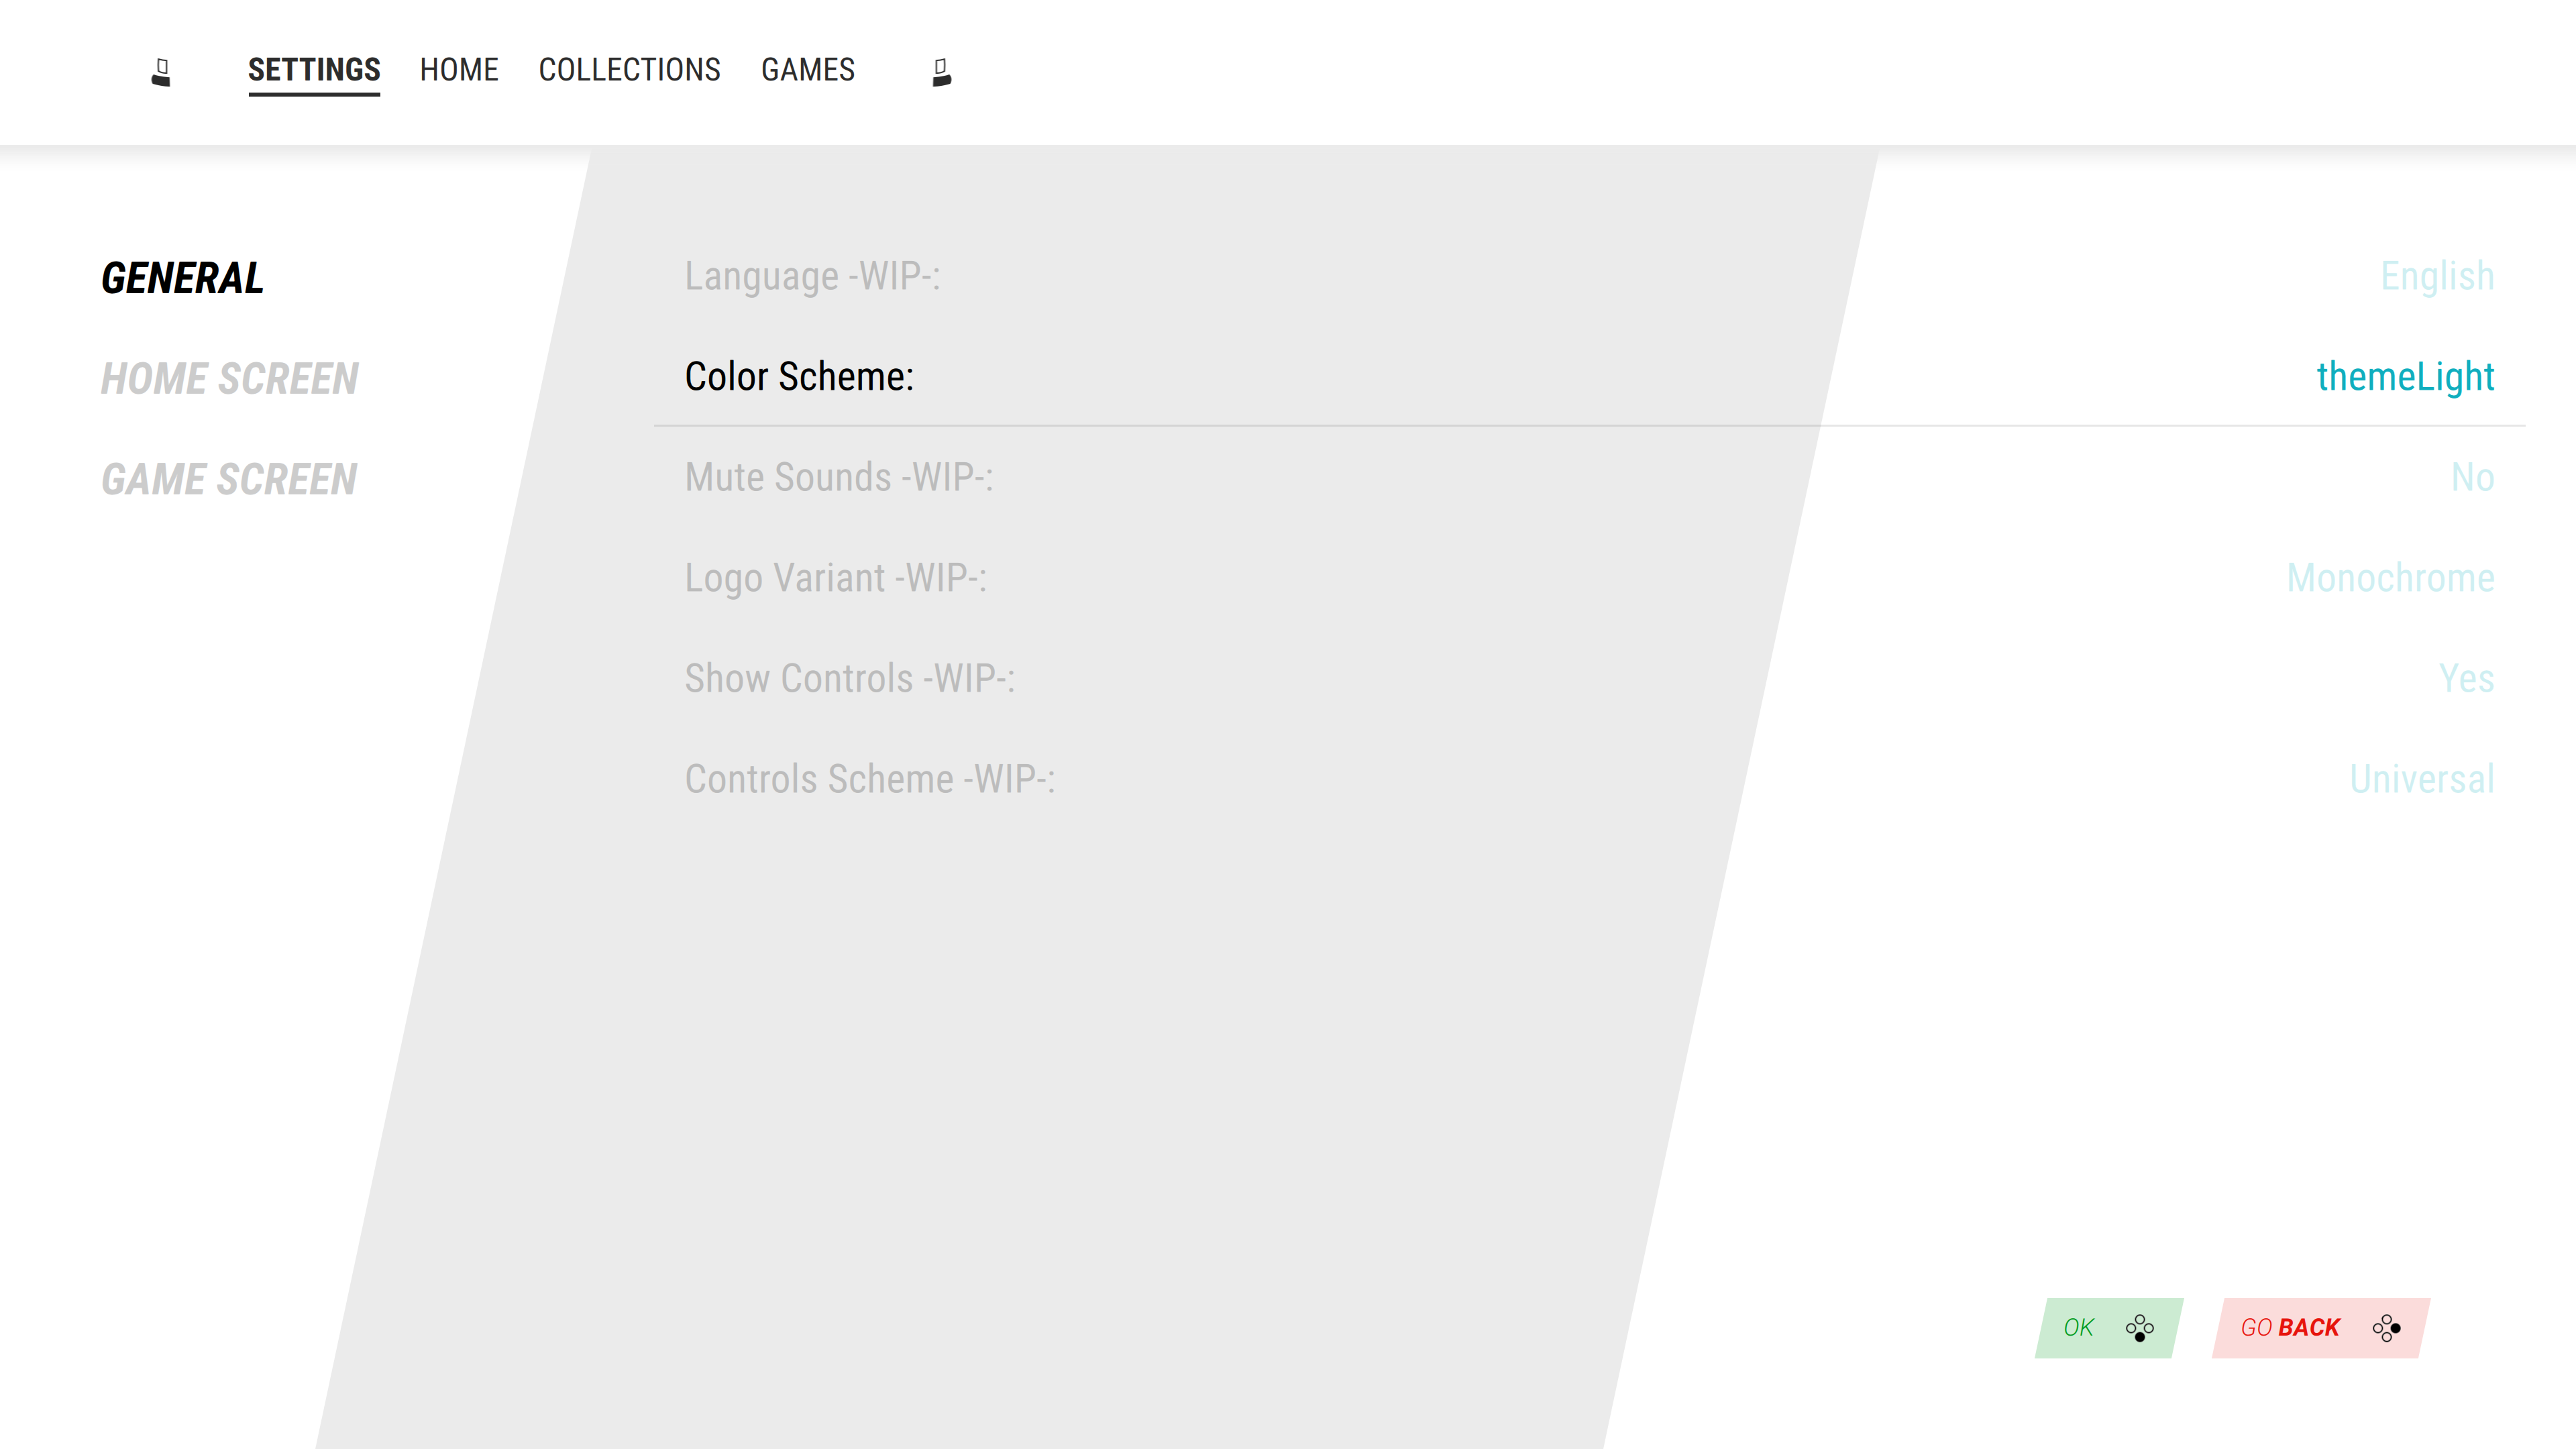 SETTINGS HOME COLLECTIONS GAMES
GENERAL
HOME SCREEN
GAME SCREEN
Language -WIP-: English
Color Scheme: themeLight
Mute Sounds -WIP-: No
Logo Variant -WIP-: Monochrome
Show Controls -WIP-: Yes
Controls Scheme -WIP-: Universal
OK GO BACK